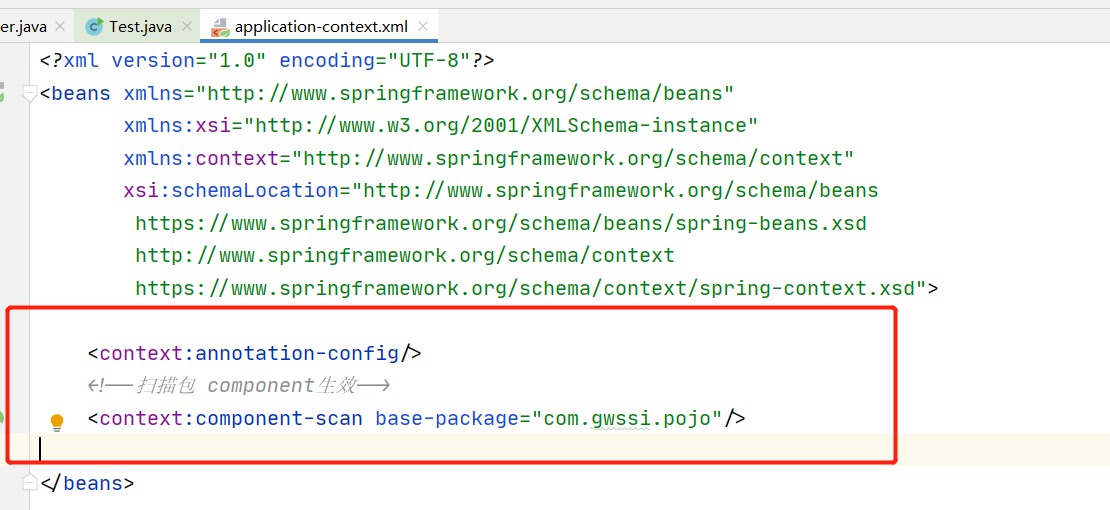 er.java
Test.java
application-context.xml
<?xml version="1.0" encoding="UTF-8"?>
<beans xmlns="http://www.springframework.org/schema/beans"
xmlns:xsi="http://www.w3.org/2001/XMLSchema-instance"
xmlns:context="http://www.springframework.org/schema/context"
xsi:schemaLocation="http://www.springframework.org/schema/beans
https://www.springframework.org/schema/beans/spring-beans.xsd
http://www.springframework.org/schema/context
https://www.springframework.org/schema/context/spring-context.xsd">
<context:annotation-config/>
<!--扫描包 component生效-->
<context:component-scan base-package="com.gwssi.pojo"/>
</beans>